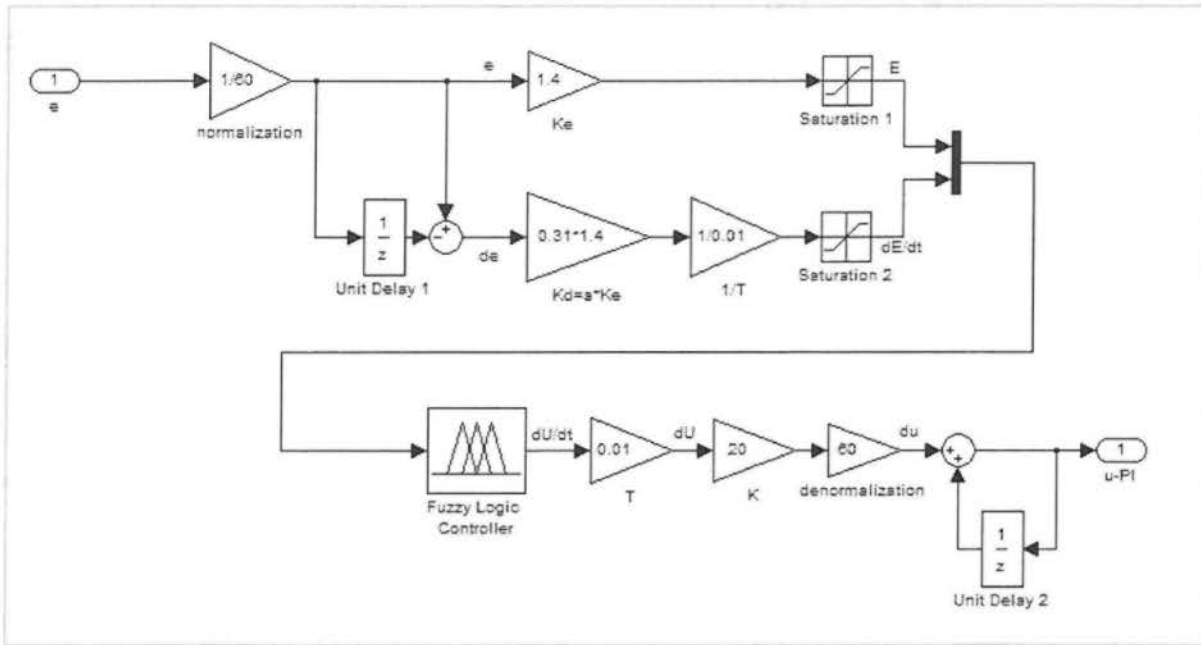 1
e
1/60
normalization
e
1.4
Ke
Saturation 1
E
1
z
Unit Delay 1
- +
de
0.31*1.4
Kd=a*Ke
1/0.01
1/T
Saturation 2
dE/dt
Fuzzy Logic
Controller
dU/dt
0.01
T
dU
20
K
60
denormalization
du
+
+
1
u-PI
1
z
Unit Delay 2